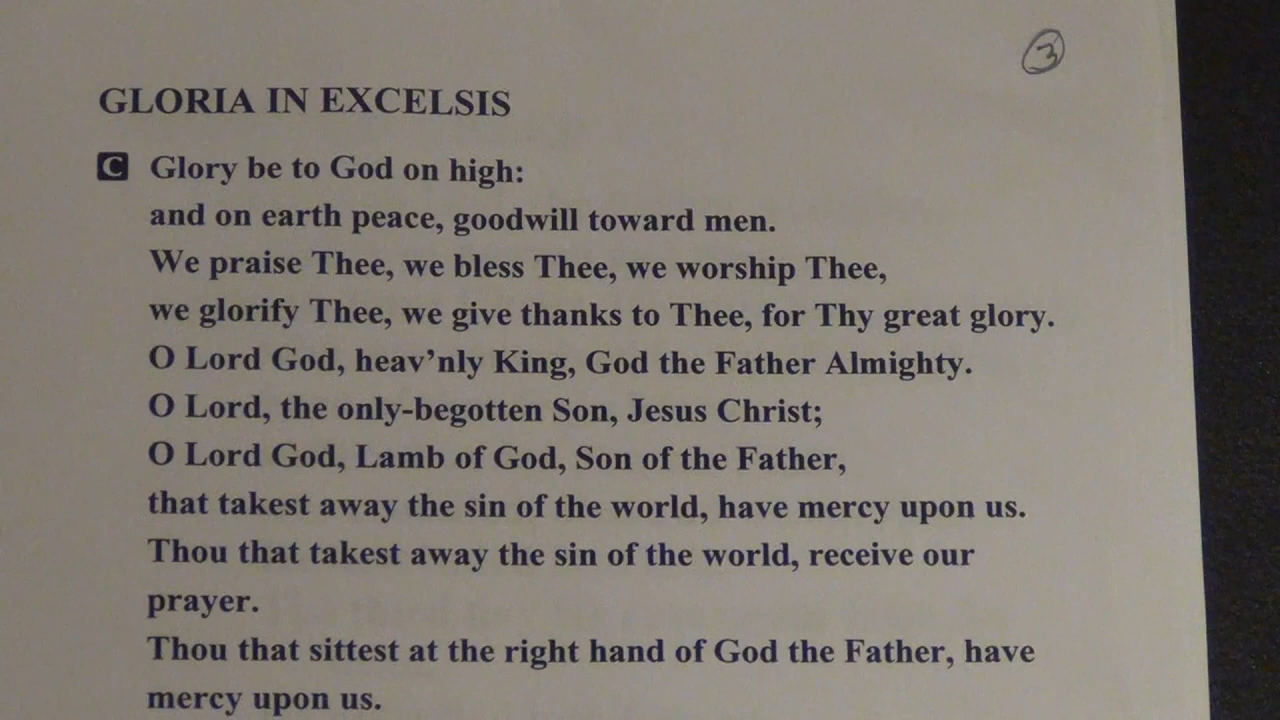 3
GLORIA IN EXCELSIS
C Glory be to God on high:
and on earth peace, goodwill toward men.
We praise Thee, we bless Thee, we worship Thee,
we glorify Thee, we give thanks to Thee, for Thy great glory.
O Lord God, heav’nly King, God the Father Almighty.
O Lord, the only-begotten Son, Jesus Christ;
O Lord God, Lamb of God, Son of the Father,
that takest away the sin of the world, have mercy upon us.
Thou that takest away the sin of the world, receive our
prayer.
Thou that sittest at the right hand of God the Father, have
mercy upon us.